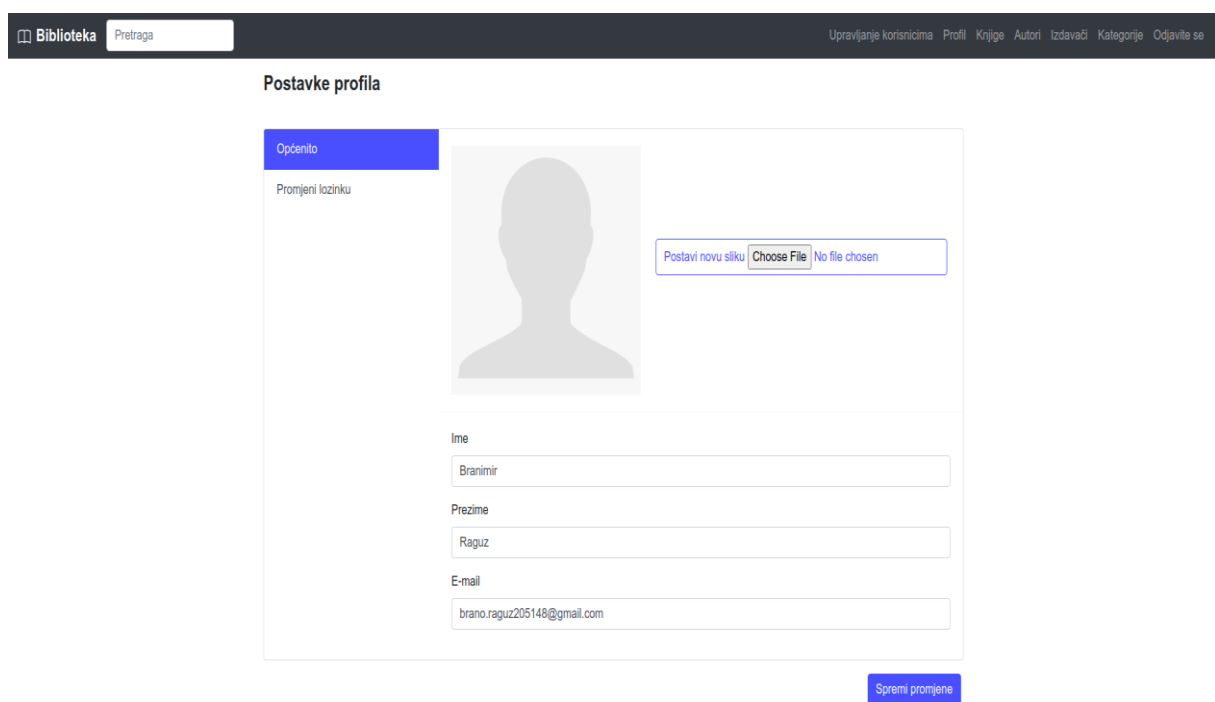 Biblioteka Pretraga Upravljanje korisnicima Profil Knjige Autori Izdavači Kategorije Odjavite se
Postavke profila
Općenito
Promjeni lozinku
Postavi novu sliku Choose File No file chosen
Ime
Branimir
Prezime
Raguz
E-mail
brano.raguz205148@gmail.com
Spremi promjene